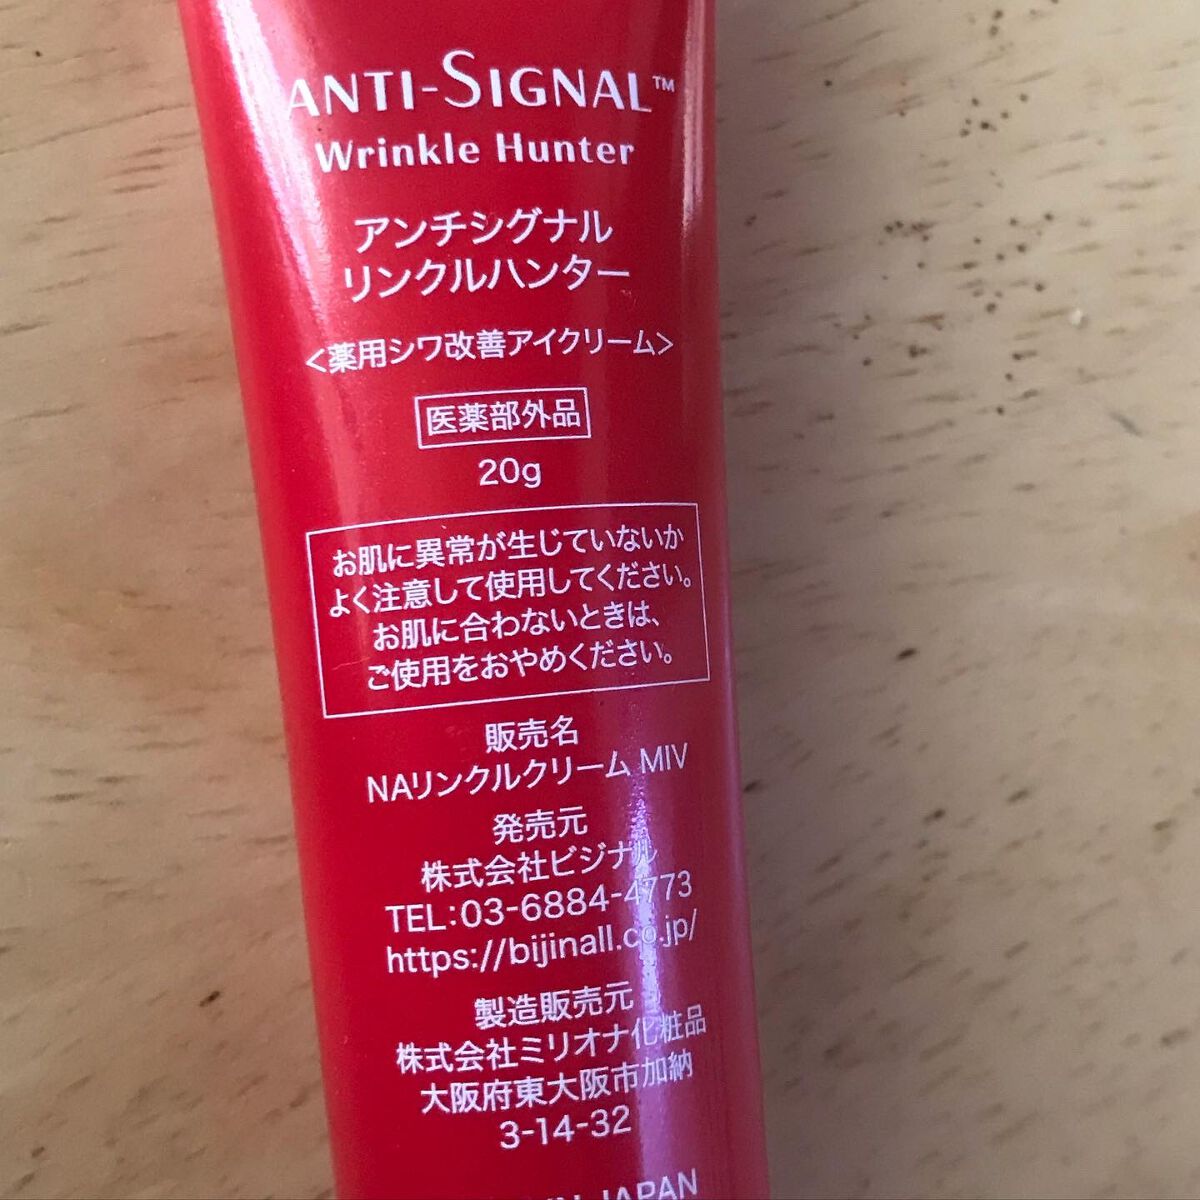 ANTI-SIGNAL™
Wrinkle Hunter
アンチシグナル
リンクルハンター
<薬用シワ改善アイクリーム>
医薬部外品
20g
お肌に異常が生じていないか
よく注意して使用してください。
お肌に合わないときは、
ご使用をおやめください。
販売名
NAリンクルクリーム MIV
発売元
株式会社ビジナル
TEL:03-6884-4773
https://bijinall.co.jp/
製造販売元
株式会社ミリオナ化粧品
大阪府東大阪市加納
3-14-32
IN JAPAN